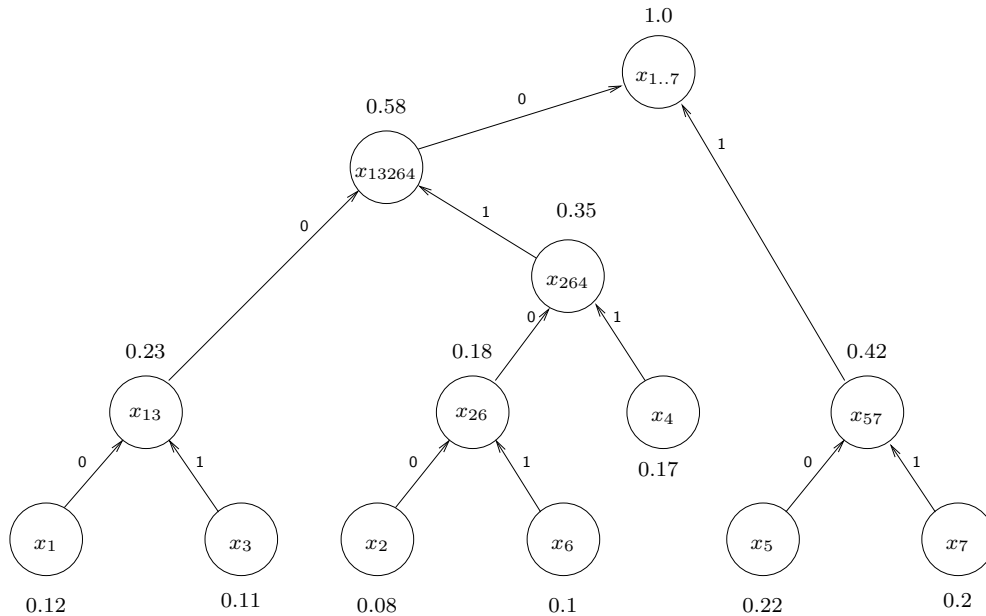 1.0
x₁..₇
0
0.58
1
x₁₃₂₆₄
0.35
1
0
x₂₆₄
0 1
0.23 0.18 0.42
x₁₃ x₂₆ x₄ x₅₇
0 1 0 1 0.17 0 1
x₁ x₃ x₂ x₆ x₅ x₇
0.12 0.11 0.08 0.1 0.22 0.2